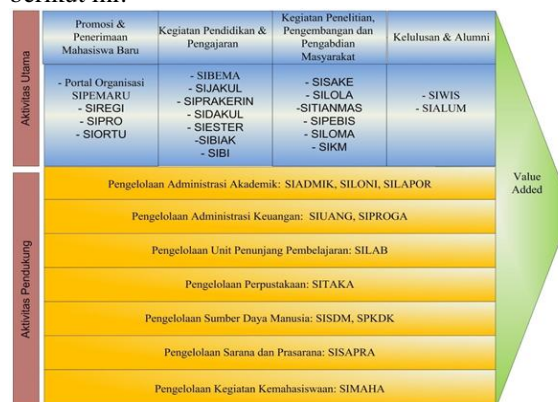 berikut ini:
Aktivitas Utama
Promosi &
Penerimaan
Mahasiswa Baru
Kegiatan Pendidikan &
Pengajaran
Kegiatan Penelitian,
Pengembangan dan
Pengabdian
Masyarakat
Kelulusan & Alumni
- Portal Organisasi
SIPEMARU
- SIREGI
- SIPRO
- SIORTU
- SIBEMA
- SIJAKUL
- SIPRAKERIN
- SIDAKUL
- SIESTER
-SIBIAK
- SIBI
- SISAKE
- SILOLA
-SITIANMAS
- SIPEBIS
- SILOMA
- SIKM
- SIWIS
- SIALUM
Value
Added
Aktivitas Pendukung
Pengelolaan Administrasi Akademik: SIADMIK, SILONI, SILAPOR
Pengelolaan Administrasi Keuangan: SIUANG, SIPROGA
Pengelolaan Unit Penunjang Pembelajaran: SILAB
Pengelolaan Perpustakaan: SITAKA
Pengelolaan Sumber Daya Manusia: SISDM, SPKDK
Pengelolaan Sarana dan Prasarana: SISAPRA
Pengelolaan Kegiatan Kemahasiswaan: SIMAHA